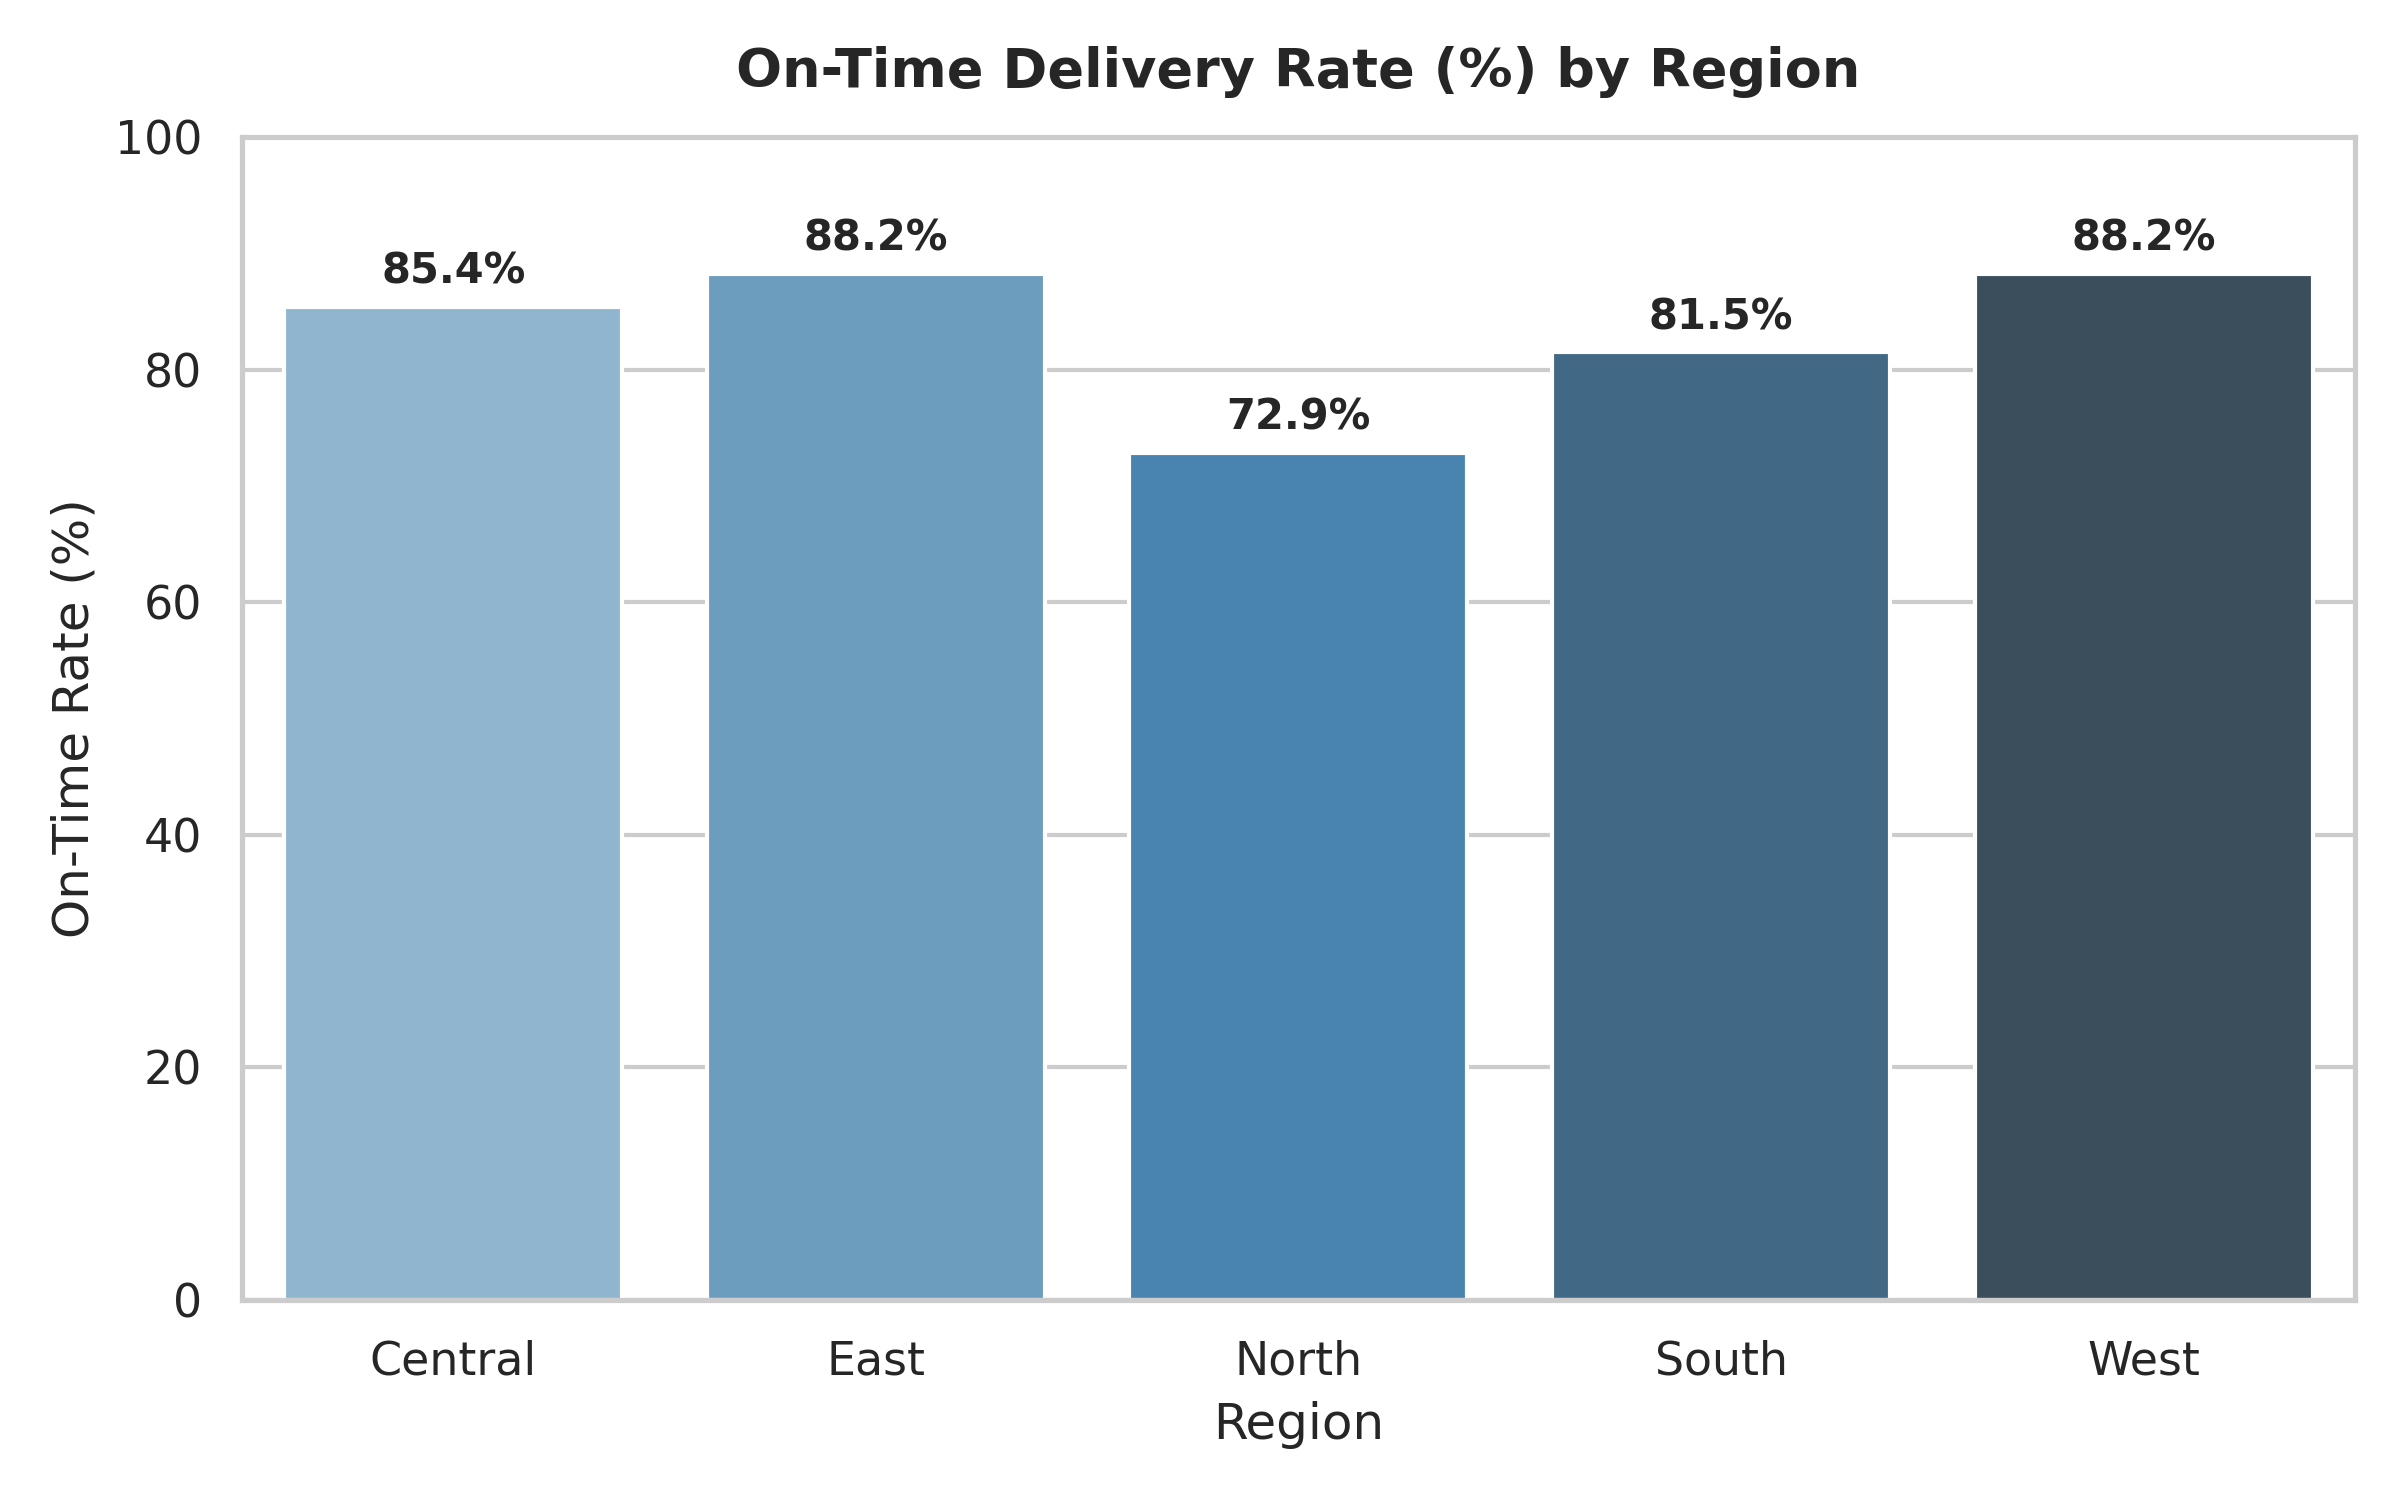 On-Time Delivery Rate (%) by Region
On-Time Rate (%)
100
80
60
40
20
0
85.4%
88.2%
72.9%
81.5%
88.2%
Central East North South West
Region